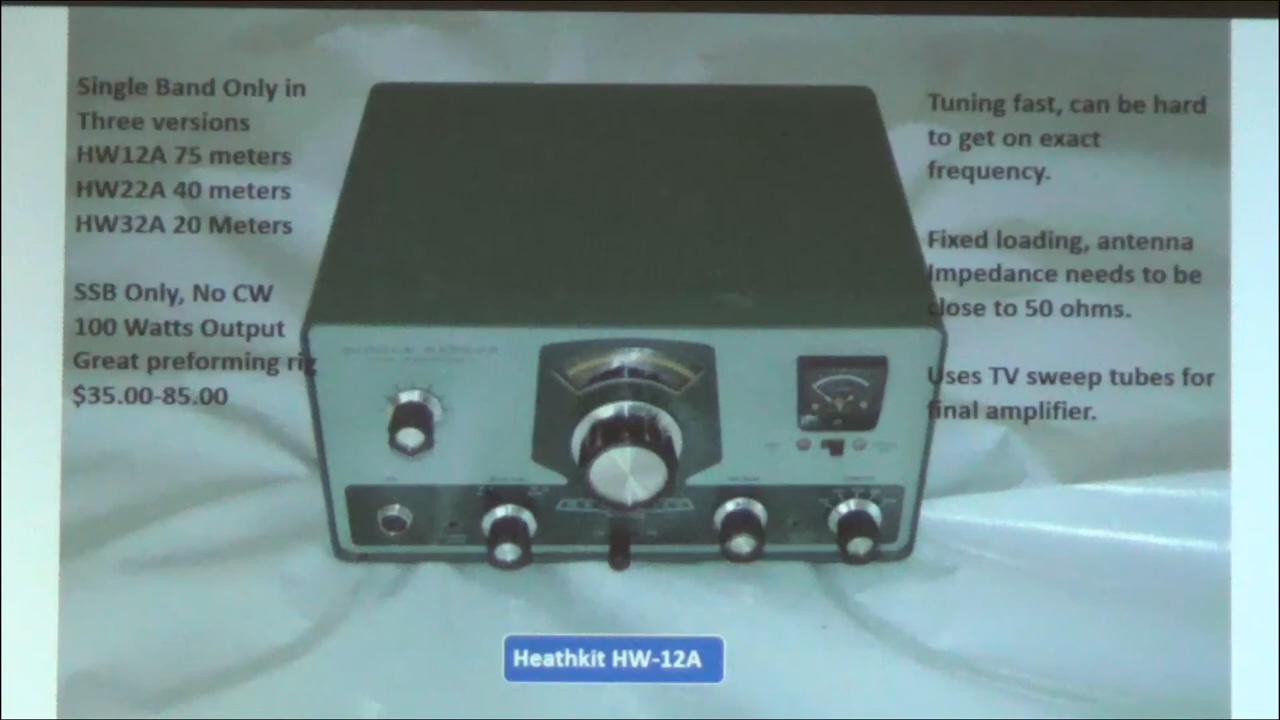 Single Band Only in
Three versions
HW12A 75 meters
HW22A 40 meters
HW32A 20 Meters
SSB Only, No CW
100 Watts Output
Great preforming rig
$35.00-85.00
Tuning fast, can be hard
to get on exact
frequency.
Fixed loading, antenna
Impedance needs to be
close to 50 ohms.
Uses TV sweep tubes for
final amplifier.
Heathkit HW-12A